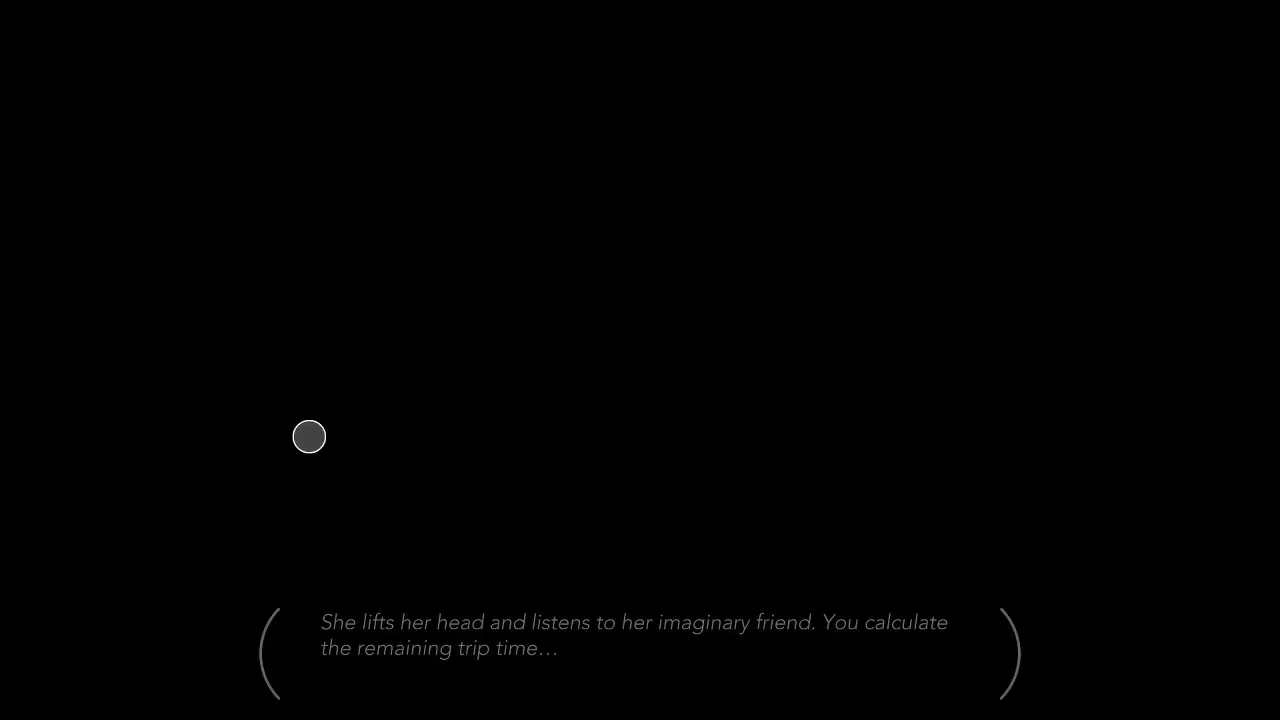 She lifts her head and listens to her imaginary friend. You calculate
the remaining trip time…